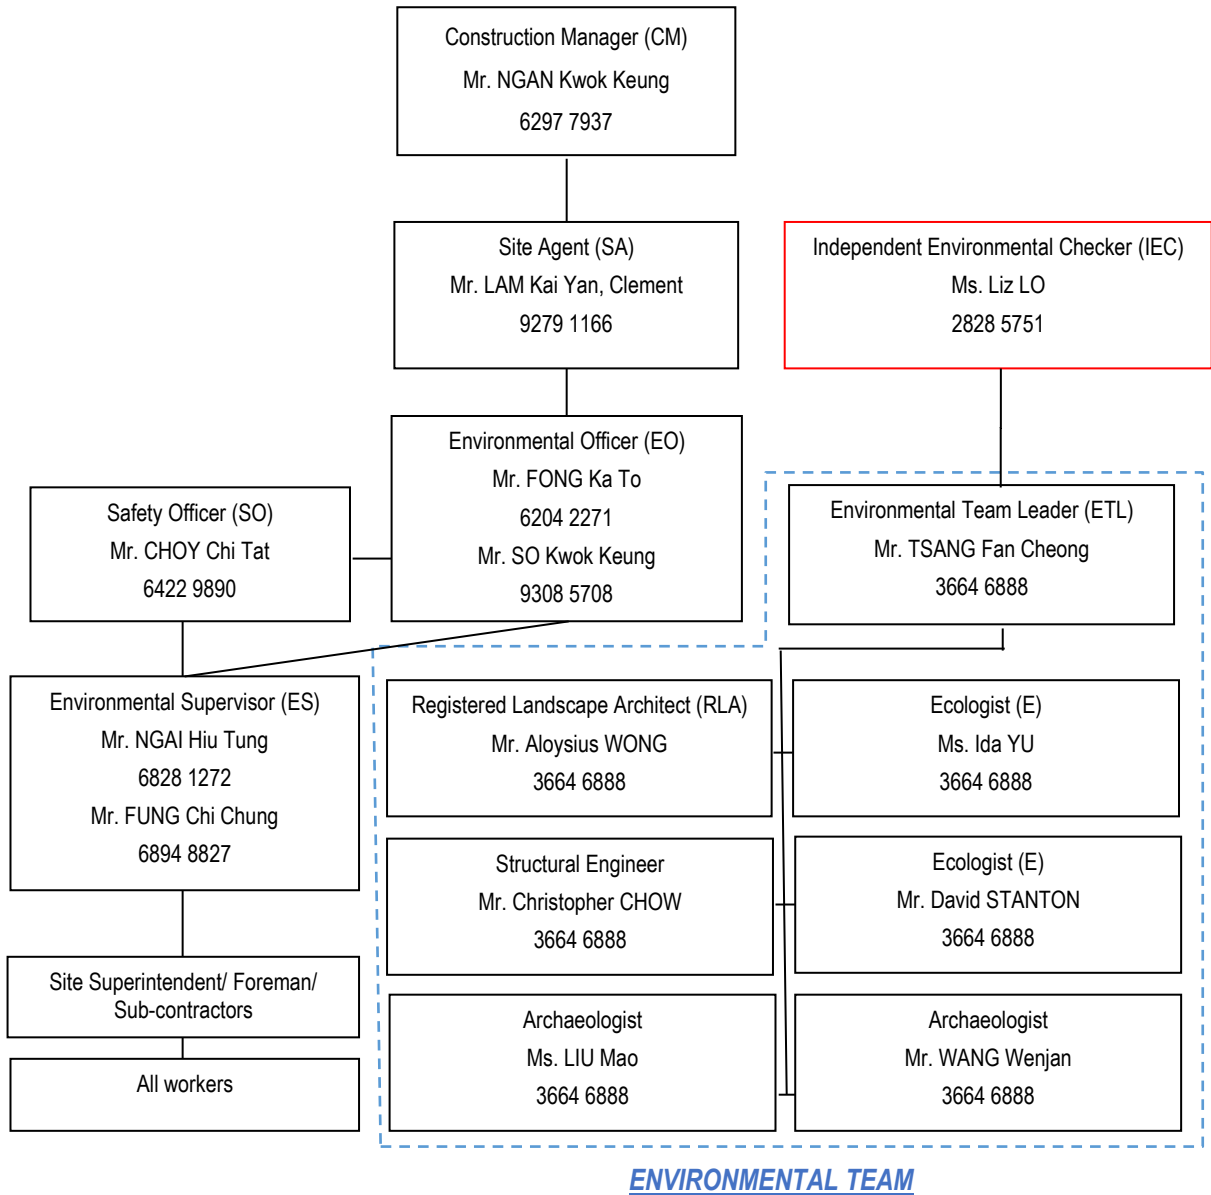 Construction Manager (CM)
Mr. NGAN Kwok Keung
6297 7937
Site Agent (SA)
Mr. LAM Kai Yan, Clement
9279 1166
Independent Environmental Checker (IEC)
Ms. Liz LO
2828 5751
Environmental Officer (EO)
Mr. FONG Ka To
6204 2271
Mr. SO Kwok Keung
9308 5708
Safety Officer (SO)
Mr. CHOY Chi Tat
6422 9890
Environmental Team Leader (ETL)
Mr. TSANG Fan Cheong
3664 6888
Environmental Supervisor (ES)
Mr. NGAI Hiu Tung
6828 1272
Mr. FUNG Chi Chung
6894 8827
Registered Landscape Architect (RLA)
Mr. Aloysius WONG
3664 6888
Ecologist (E)
Ms. Ida YU
3664 6888
Structural Engineer
Mr. Christopher CHOW
3664 6888
Ecologist (E)
Mr. David STANTON
3664 6888
Site Superintendent/ Foreman/
Sub-contractors
All workers
Archaeologist
Ms. LIU Mao
3664 6888
Archaeologist
Mr. WANG Wenjan
3664 6888
ENVIRONMENTAL TEAM